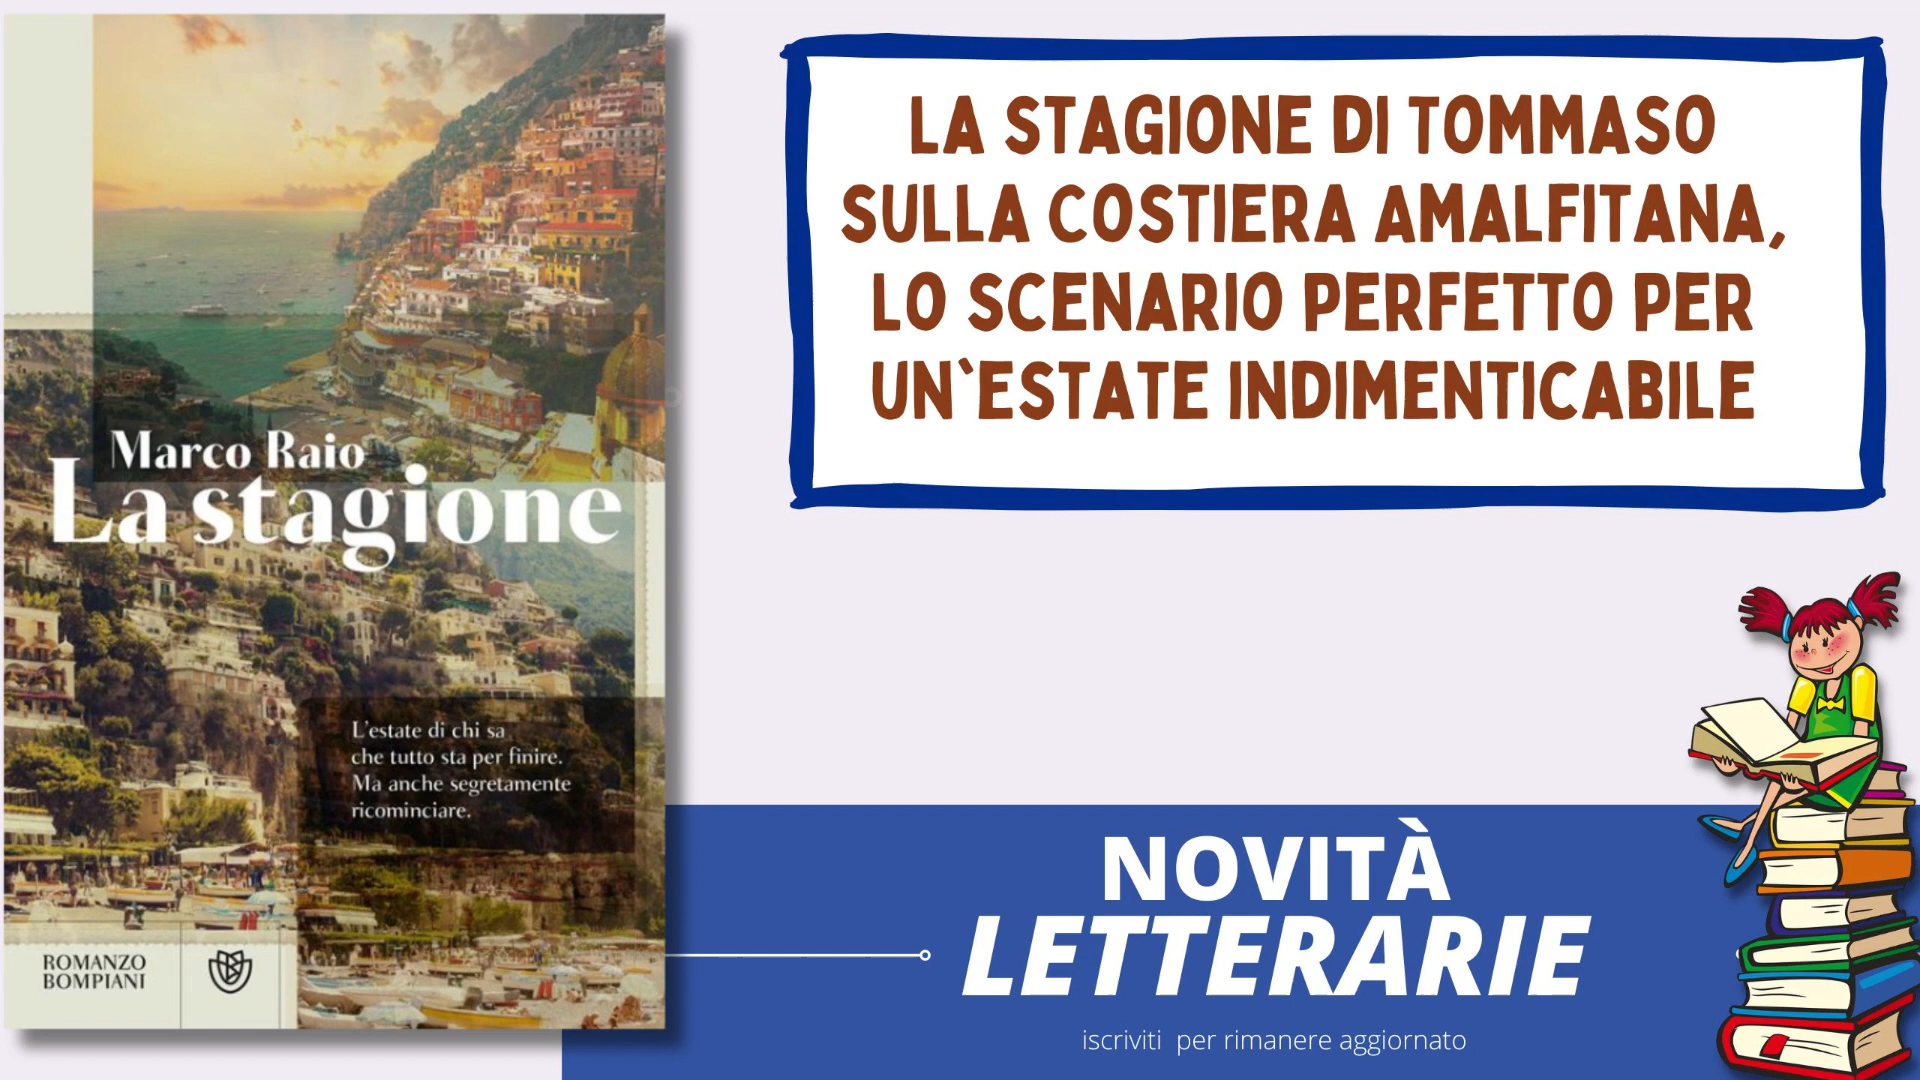 Marco Raio
La stagione
L'estate di chi sa
che tutto sta per finire.
Ma anche segretamente
ricominciare.
ROMANZO
BOMPIANI
LA STAGIONE DI TOMMASO
SULLA COSTIERA AMALFITANA,
LO SCENARIO PERFETTO PER
UN`ESTATE INDIMENTICABILE
NOVITÀ
LETTERARIE
iscriviti per rimanere aggiornato